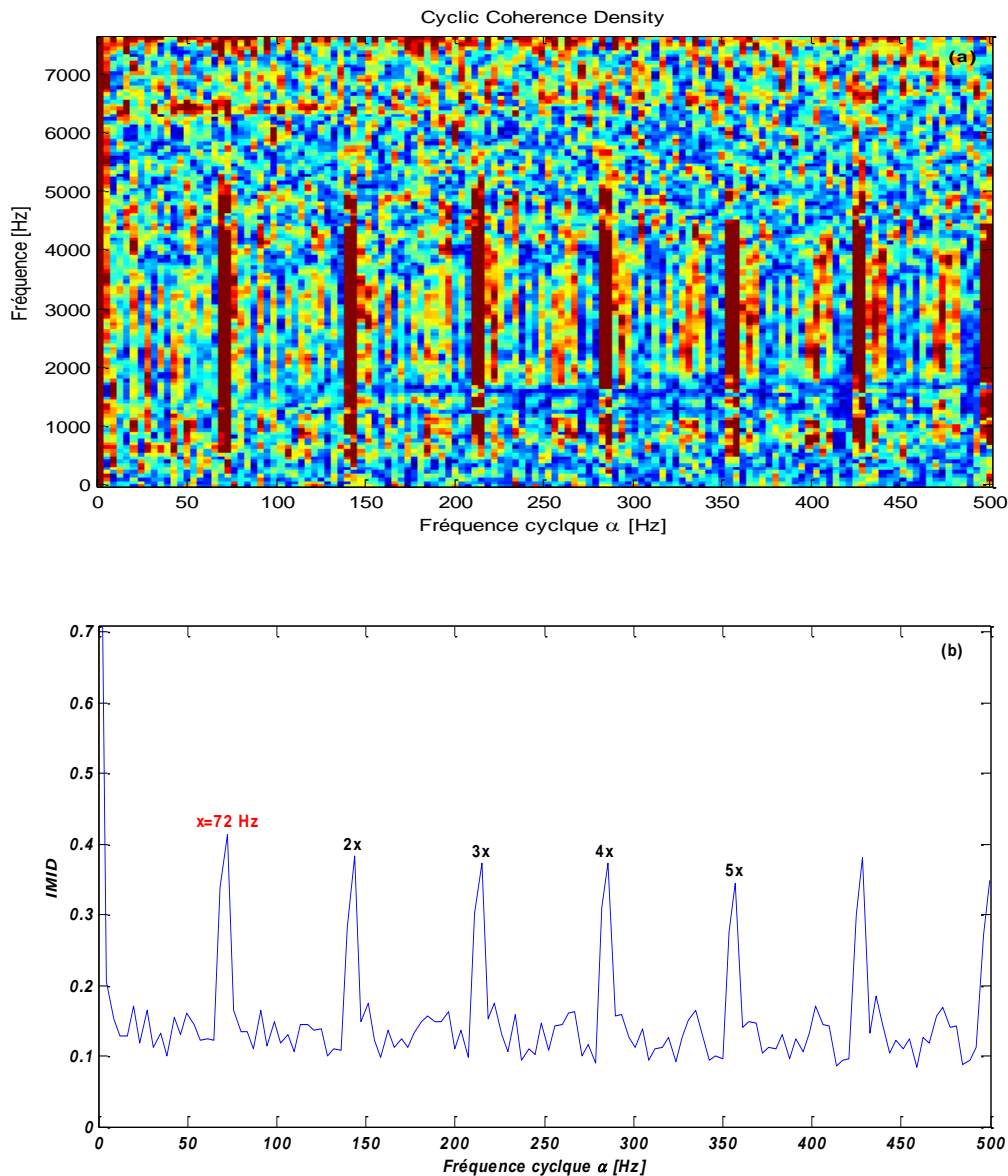 Cyclic Coherence Density
(a)
Fréquence [Hz]
7000
6000
5000
4000
3000
2000
1000
0
0 50 100 150 200 250 300 350 400 450 500
Fréquence cyclque α [Hz]
(b)
IMID
0.7
0.6
0.5
0.4
0.3
0.2
0.1
0
x=72 Hz
2x
3x
4x
5x
0 50 100 150 200 250 300 350 400 450 500
Fréquence cyclque α [Hz]